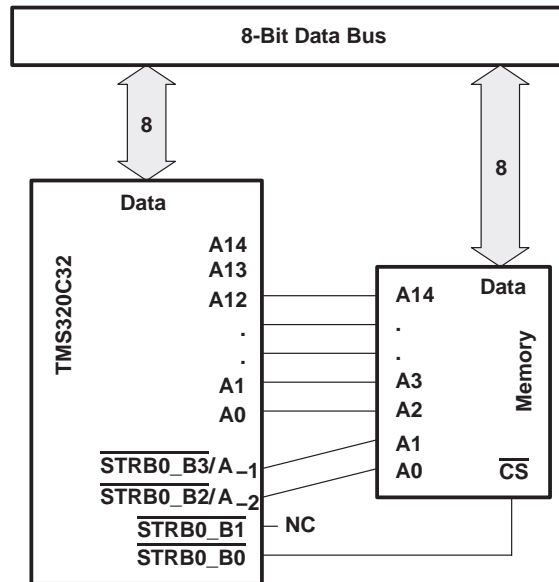 8-Bit Data Bus
8
8
Data
TMS320C32
A14
A13
A12
.
.
A1
A0
STRB0_B3/A–1
STRB0_B2/A–2
STRB0_B1
STRB0_B0
NC
Data
Memory
A14
.
.
A3
A2
A1
A0
CS